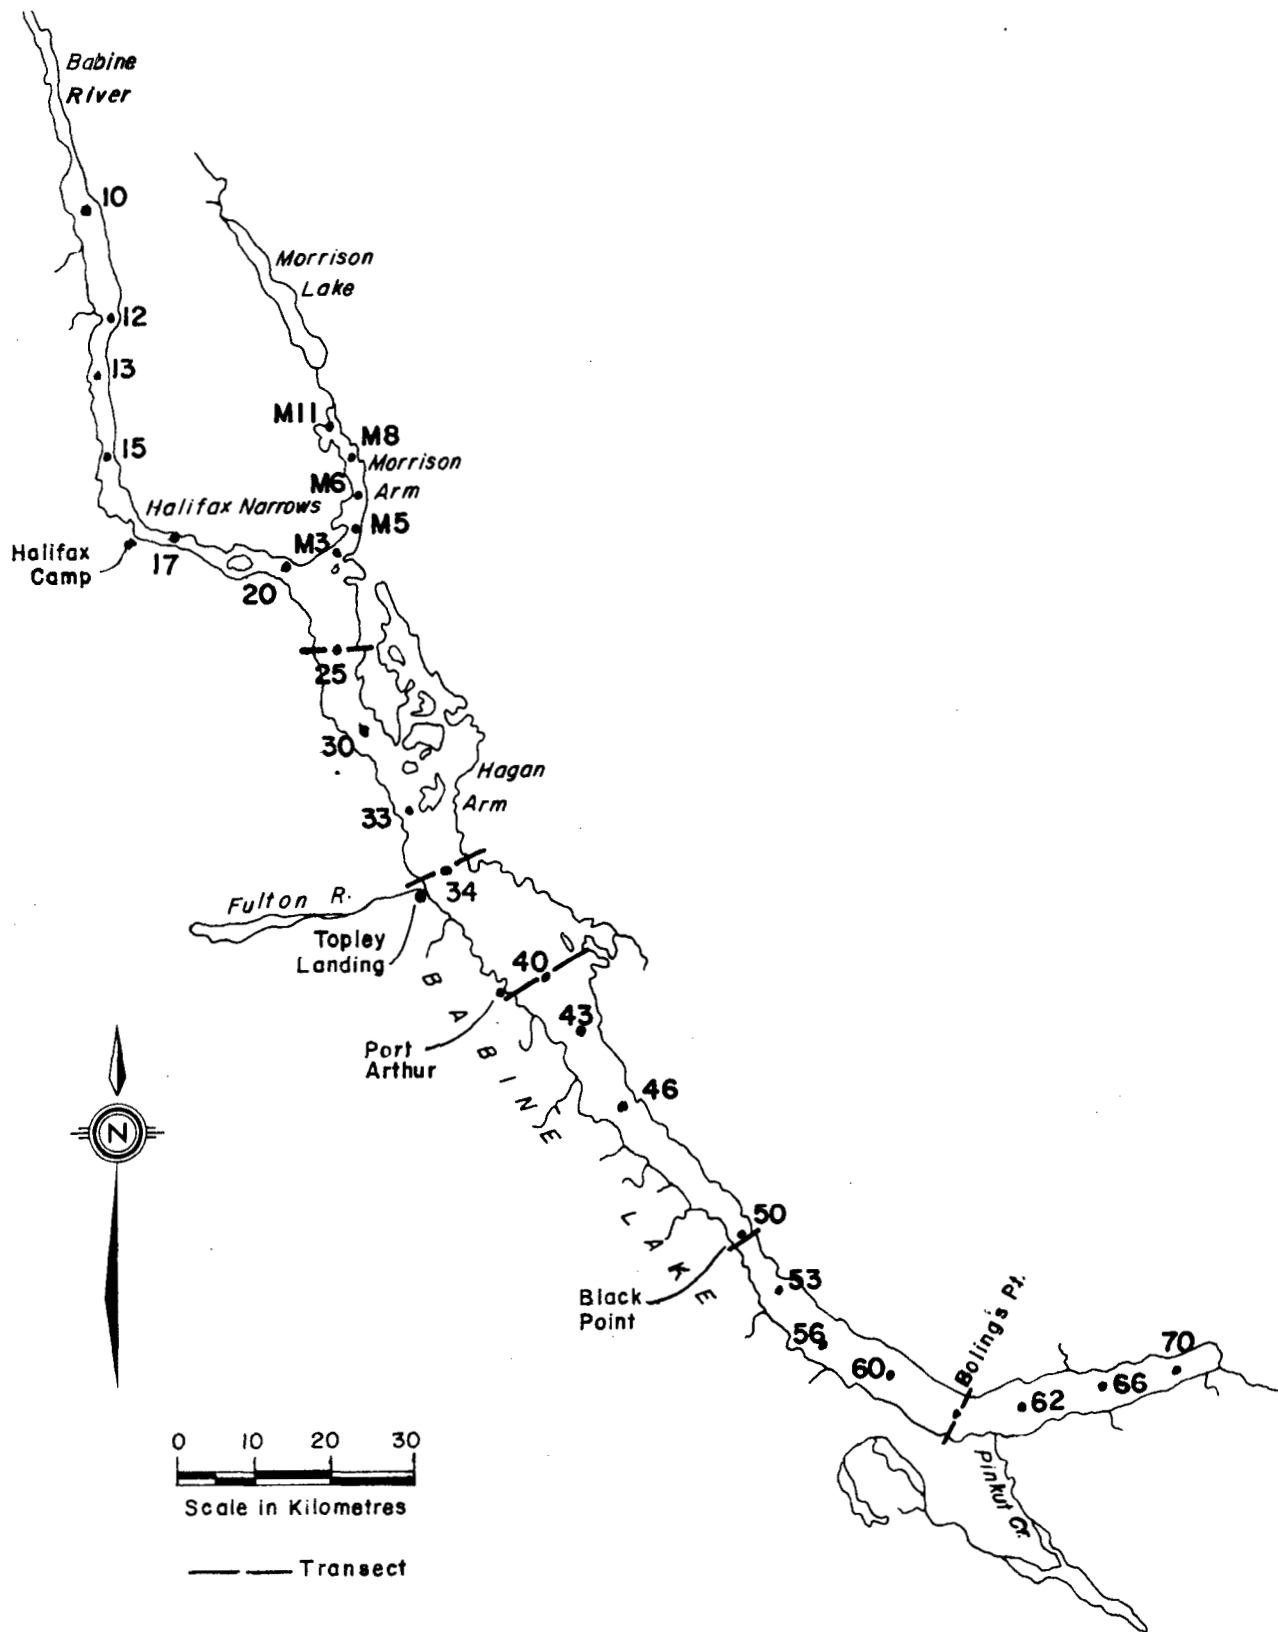 Babine
River
10
Morrison
Lake
12
13
M11
M8
15
Morrison
M6
Arm
Halifax Narrows
M5
Halifax
Camp
17
M3
20
25
30
Hagan
Arm
33
34
Fulton R.
Topley
Landing
40
43
Port
Arthur
BABINE LAKE
N
46
50
53
Black
Point
56
60
Boling's Pt.
70
66
62
Pinkut Cr.
0 10 20 30
Scale in Kilometres
Transect